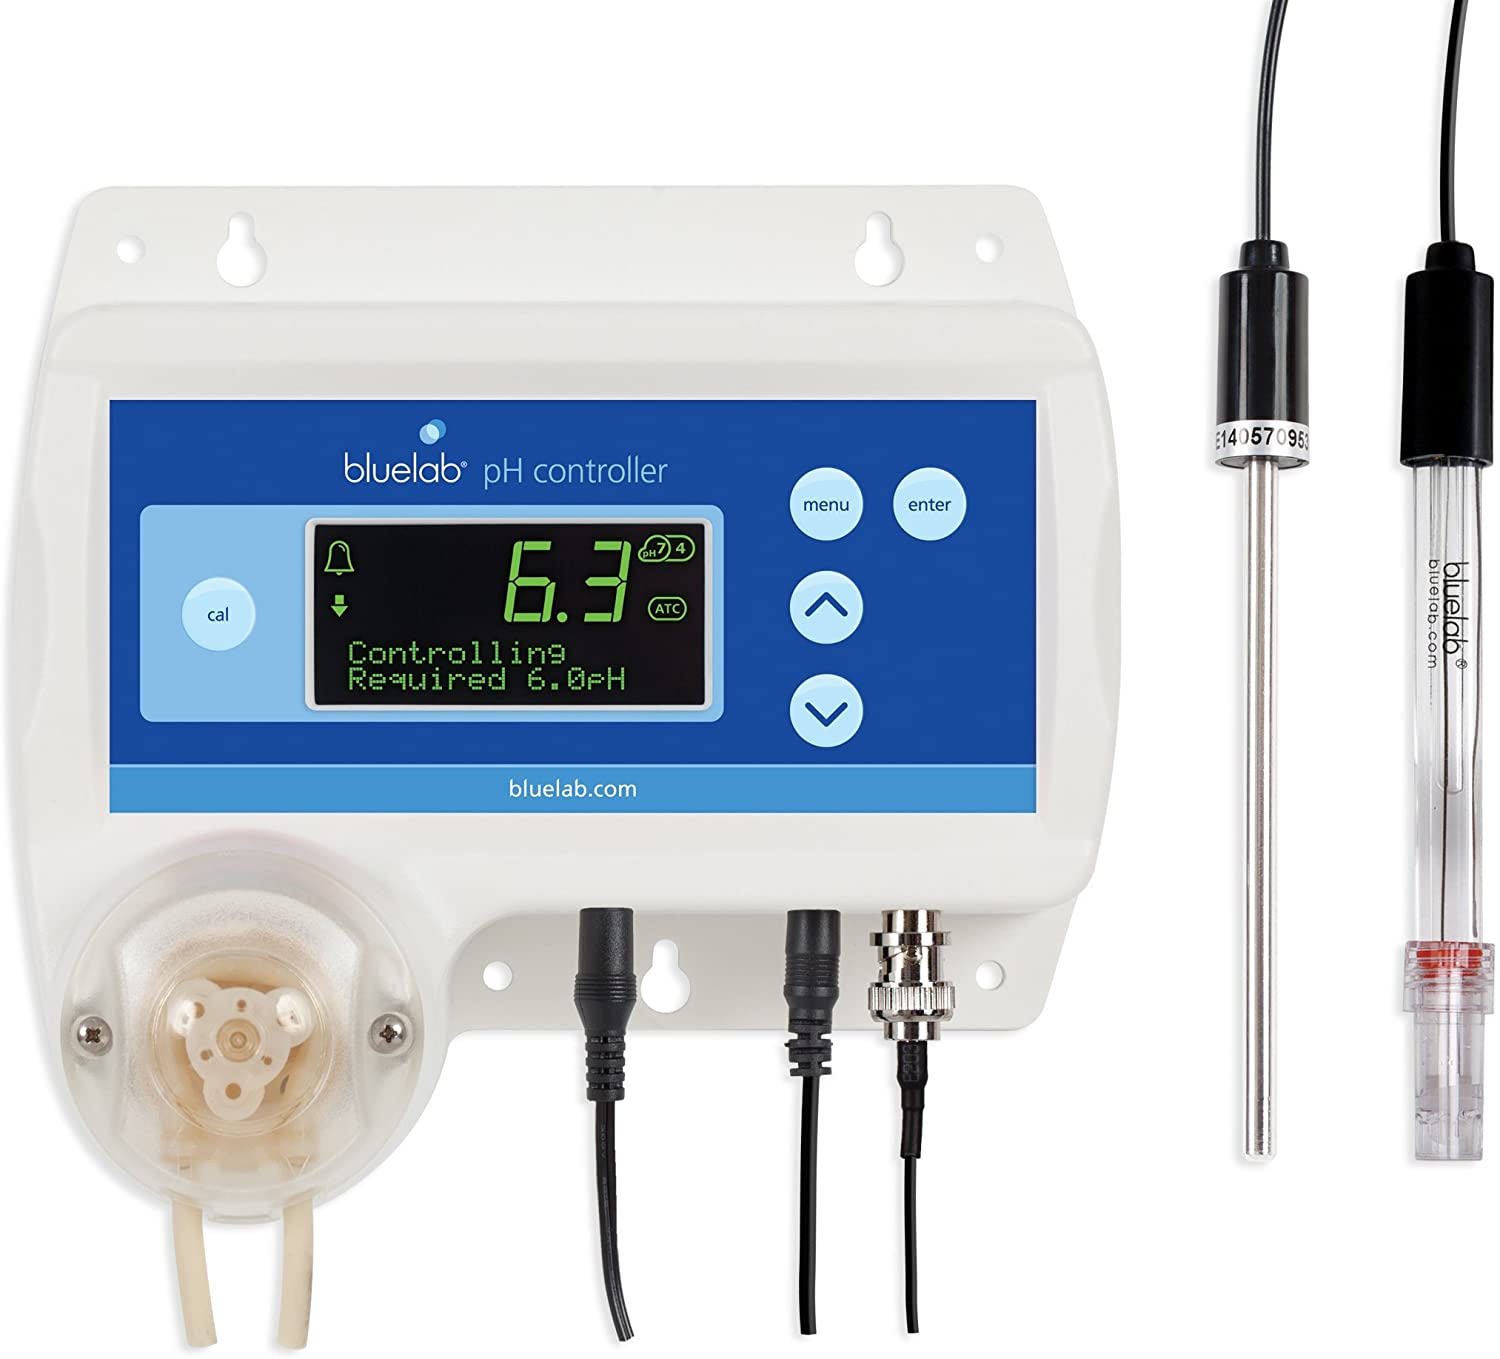 bluelab® pH controller
menu
enter
cal
6.3
pH 7 4
ATC
Controlling
Required 6.0pH
bluelab.com
E140570953
bluelab®
bluelab.com